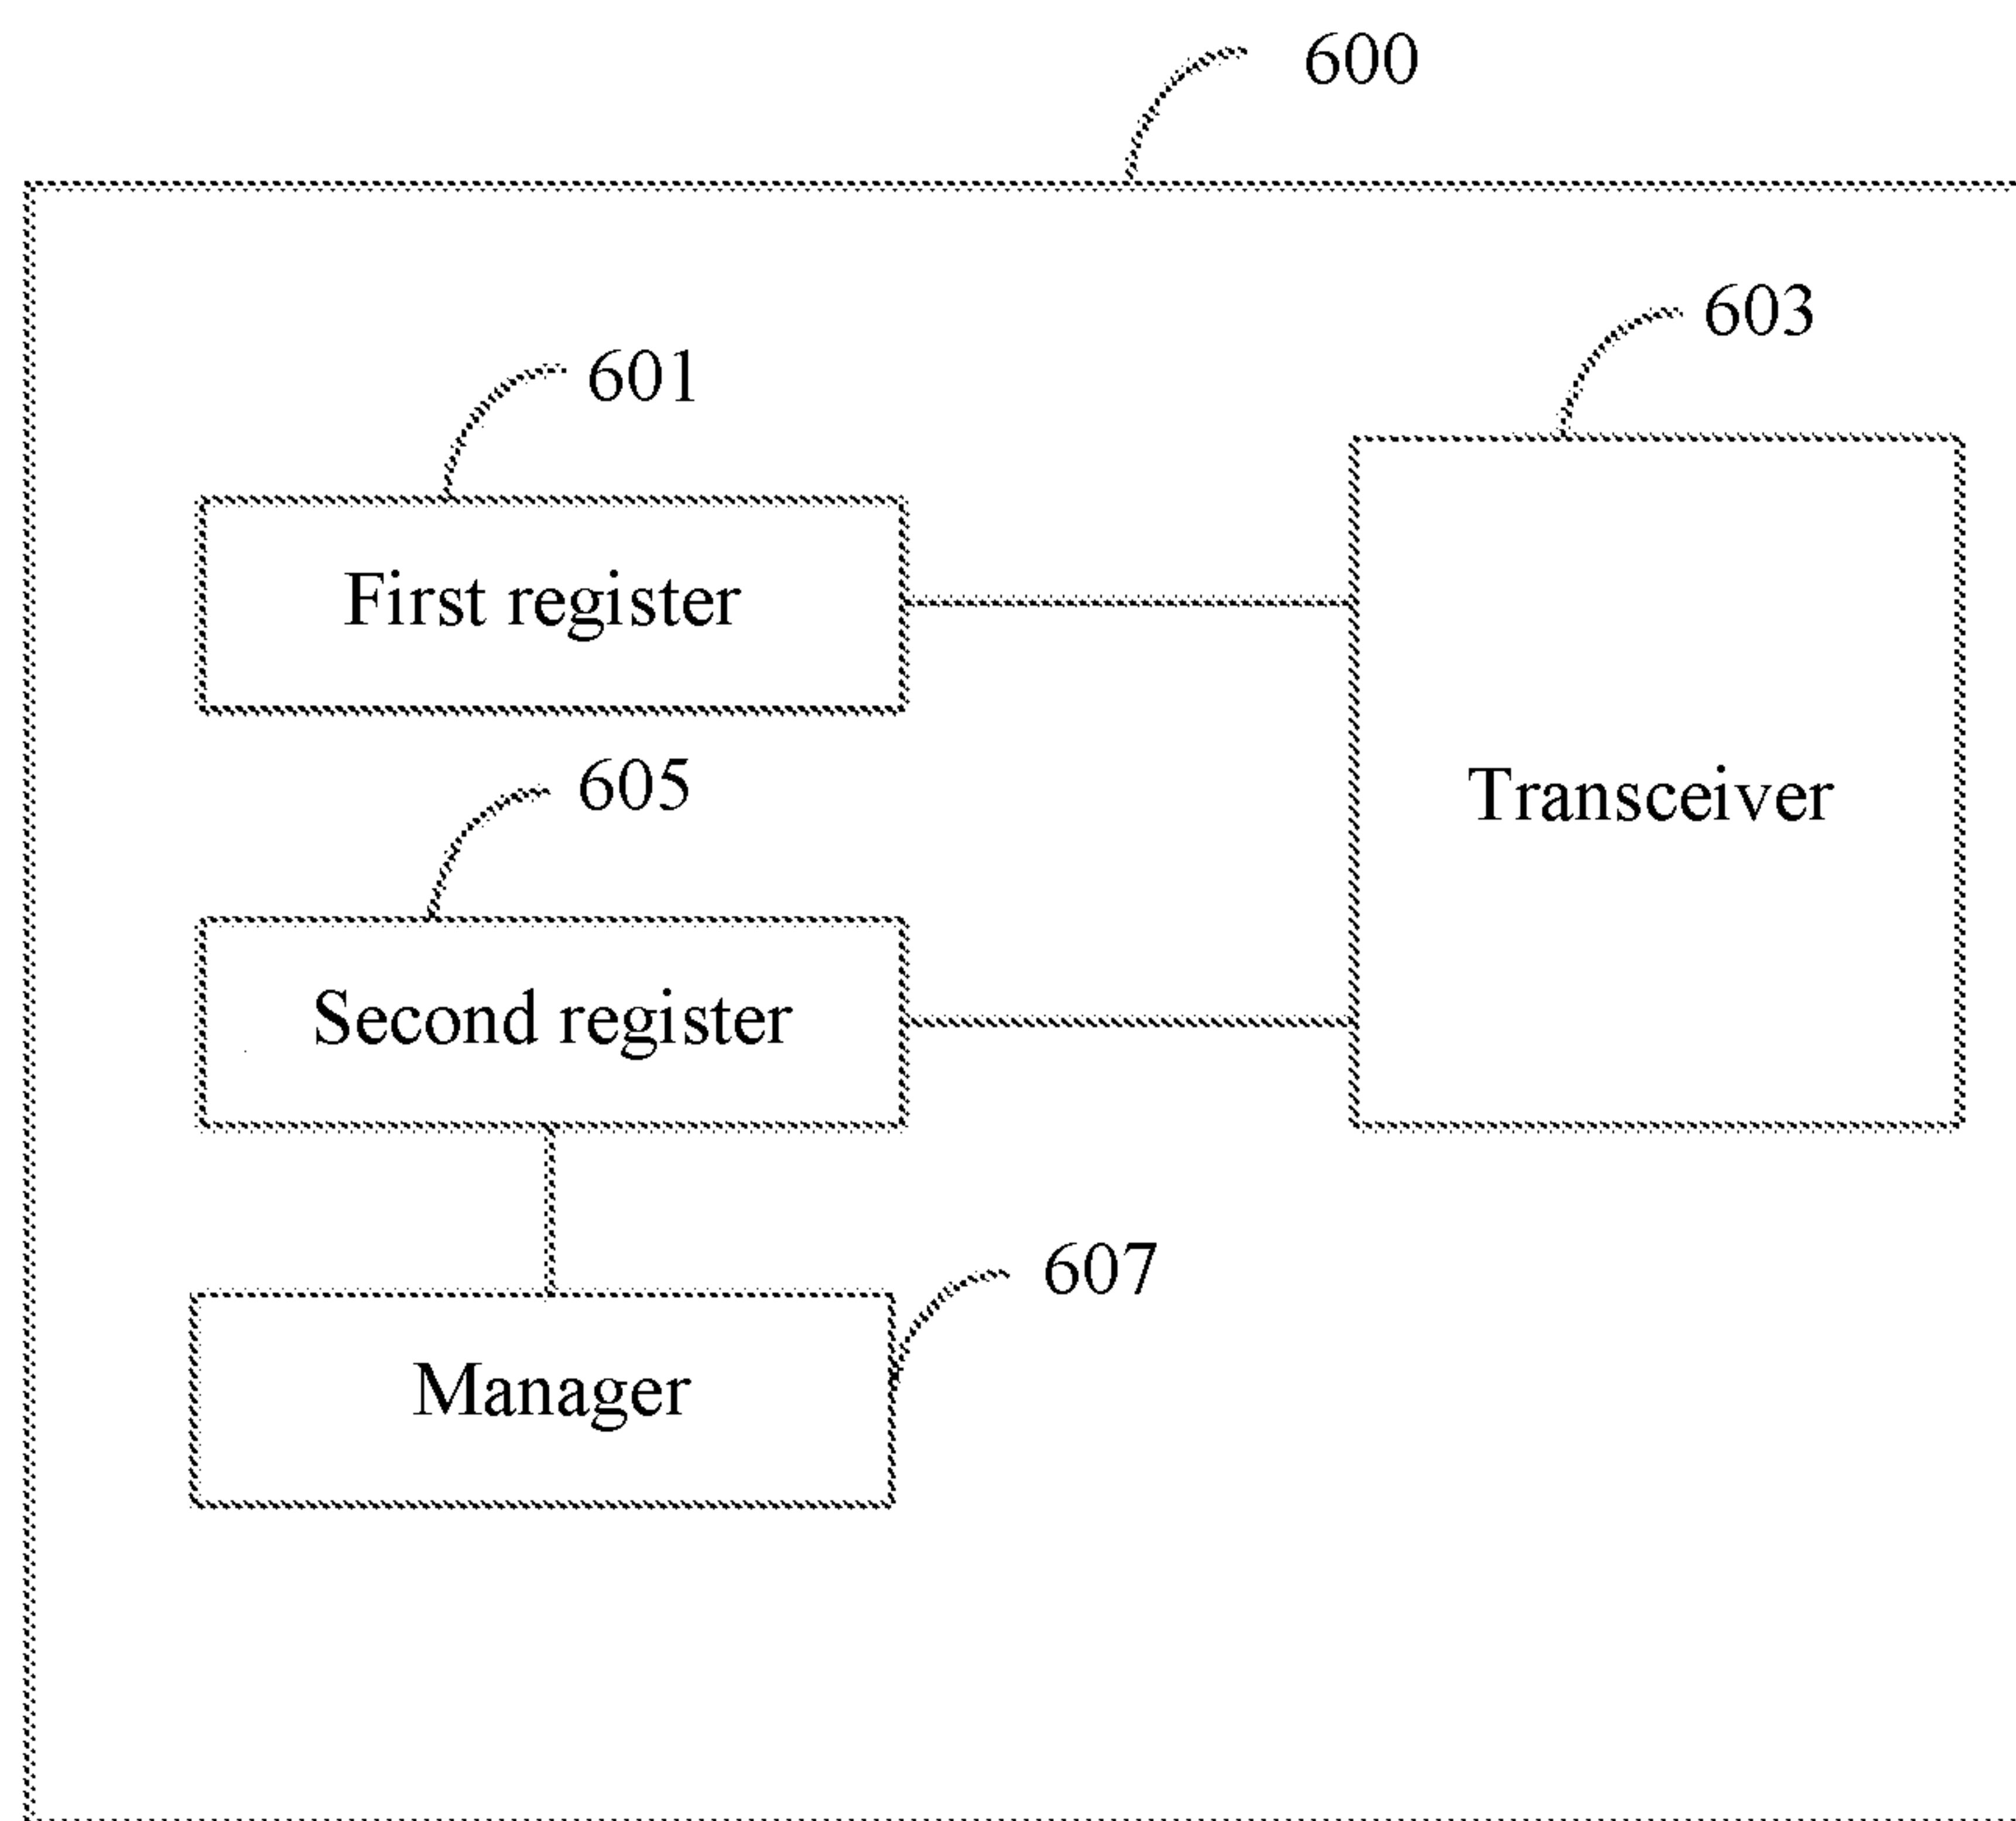 600
603
601
First register
Transceiver
605
Second register
607
Manager